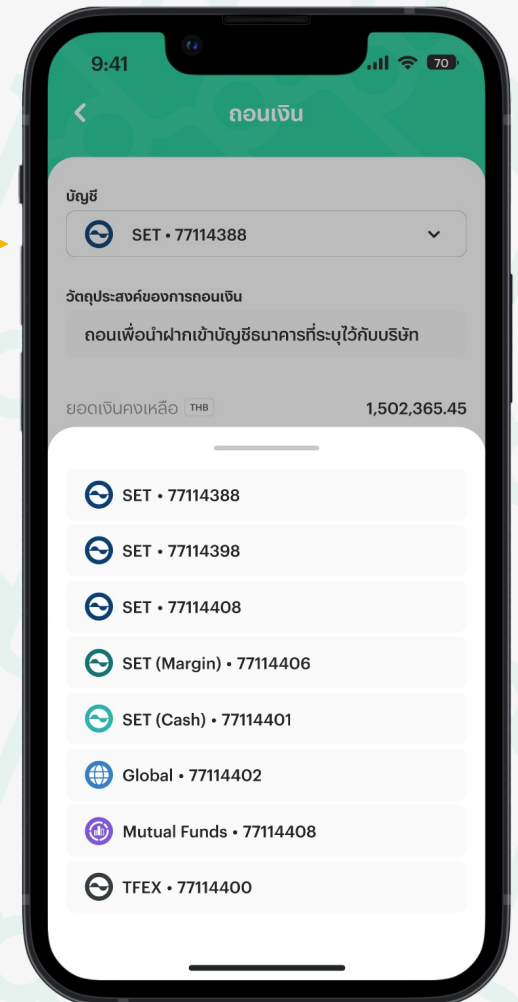 9:41
70
ถอนเงิน
บัญชี
SET • 77114388
วัตถุประสงค์ของการถอนเงิน
ถอนเพื่อนำฝากเข้าบัญชีธนาคารที่ระบุไว้กับบริษัท
ยอดเงินคงเหลือ THB 1,502,365.45
SET • 77114388
SET • 77114398
SET • 77114408
SET (Margin) • 77114406
SET (Cash) • 77114401
Global • 77114402
Mutual Funds • 77114408
TFEX • 77114400